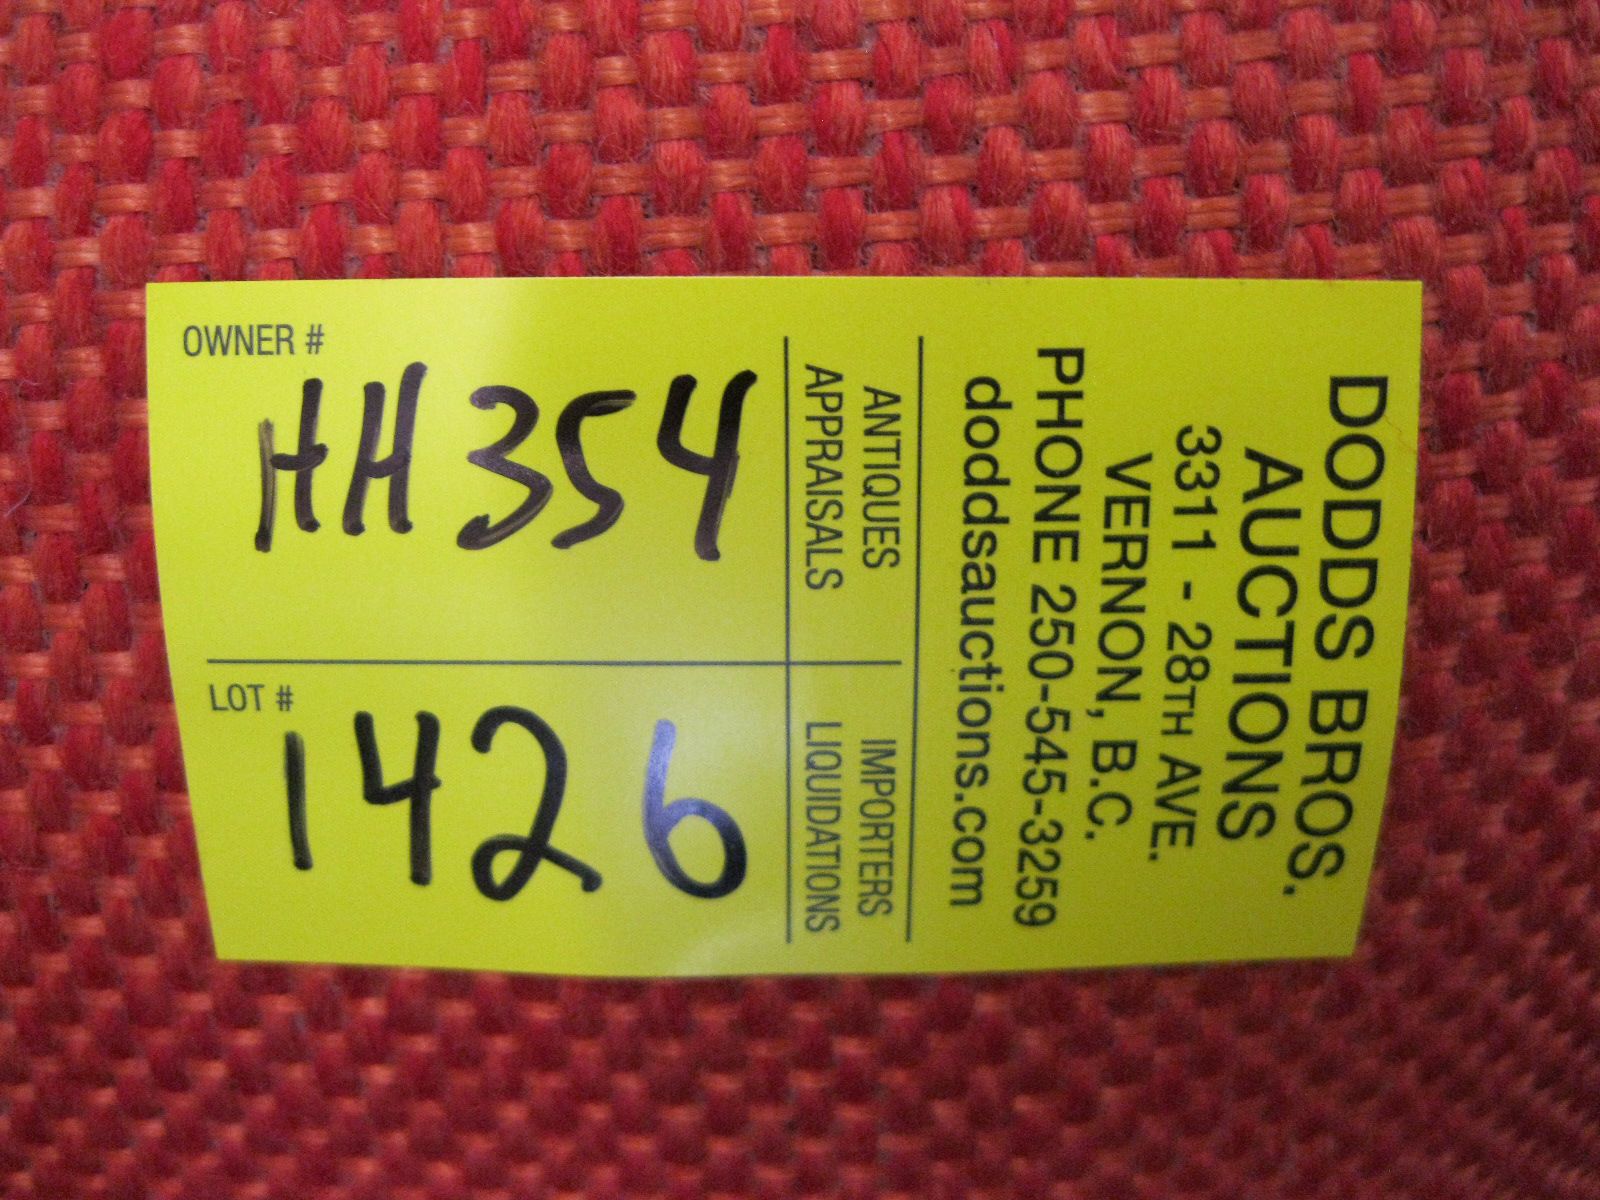 OWNER #
HH354
LOT #
1426
DODDS BROS.
AUCTIONS
3311 - 28TH AVE.
VERNON, B.C.
PHONE 250-545-3259
doddsauctions.com
ANTIQUES IMPORTERS
APPRAISALS LIQUIDATIONS